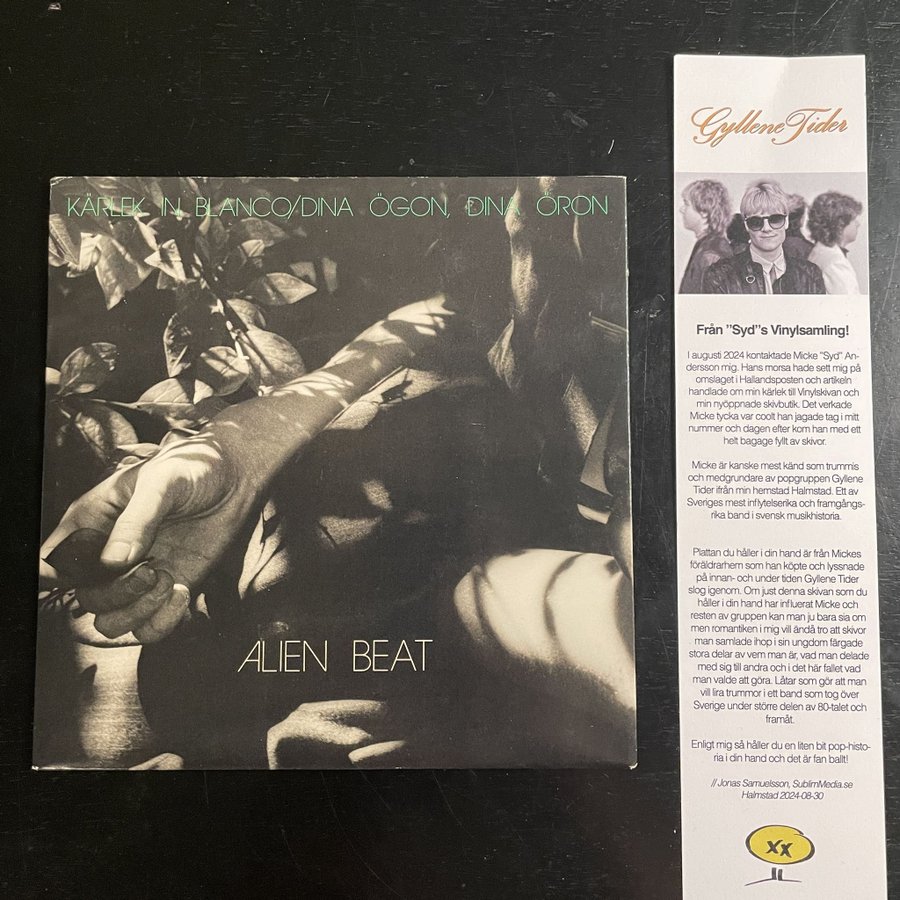 KÄRLEK IN BLANCO/DINA ÖGON, DINA ÖRON
ALIEN BEAT
Gyllene Tider
Från "Syd"s Vinylsamling!
I augusti 2024 kontaktade Micke "Syd" An-
dersson mig. Hans morsa hade sett mig på
omslaget i Hallandsposten och artikeln
handlade om min kärlek till Vinylskivan och
min nyöppnade skivbutik. Det verkade
Micke tycka var coolt han jagade tag i mitt
nummer och dagen efter kom han med ett
helt bagage fyllt av skivor.
Micke är kanske mest känd som trummis
och medgrundare av popgruppen Gyllene
Tider ifrån min hemstad Halmstad. Ett av
Sveriges mest inflytelserika och framgångs-
rika band i svensk musikhistoria.
Plattan du håller i din hand är från Mickes
föräldrarhem som han köpte och lyssnade
på innan- och under tiden Gyllene Tider
slog igenom. Om just denna skivan som du
håller i din hand har influerat Micke och
resten av gruppen kan man ju bara sia om
men romantiken i mig vill ändå tro att skivor
man samlade ihop i sin ungdom färgade
stora delar av vem man är, vad man delade
med sig till andra och i det här fallet vad
man valde att göra. Låtar som gör att man
vill lira trummor i ett band som tog över
Sverige under större delen av 80-talet och
framåt.
Enligt mig så håller du en liten bit pop-histo-
ria i din hand och det är fan ballt!
// Jonas Samuelsson, SublimMedia.se
Halmstad 2024-08-30
XX